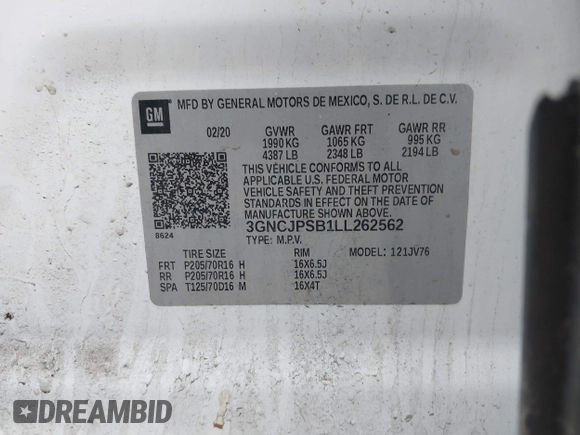 GM
MFD BY GENERAL MOTORS DE MEXICO, S. DE R.L. DE C.V.
02/20 GVWR GAWR FRT GAWR RR
1990 KG 1065 KG 995 KG
4387 LB 2348 LB 2194 LB
THIS VEHICLE CONFORMS TO ALL
APPLICABLE U.S. FEDERAL MOTOR
VEHICLE SAFETY AND THEFT PREVENTION
STANDARDS IN EFFECT ON THE DATE OF
MANUFACTURE SHOWN ABOVE.
8624
3GNCJPSB1LL262562
TYPE: M.P.V.
TIRE SIZE RIM MODEL: 121JV76
FRT P205/70R16 H 16X6.5J
RR P205/70R16 H 16X6.5J
SPA T125/70D16 M 16X4T
DREAMBID